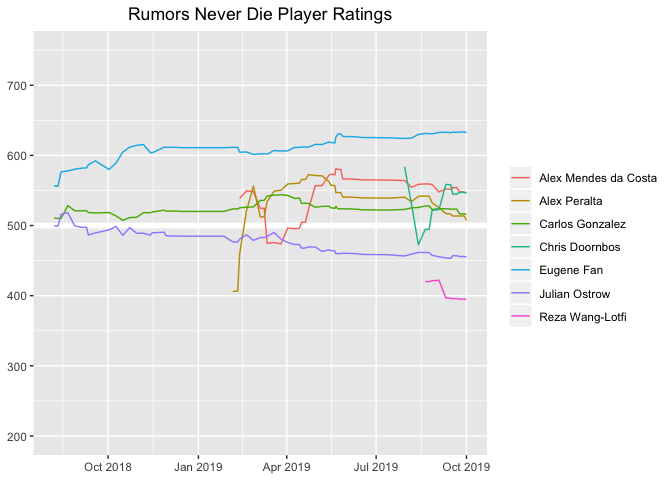 Rumors Never Die Player Ratings
700
600
500
400
300
200
Oct 2018
Jan 2019
Apr 2019
Jul 2019
Oct 2019
Alex Mendes da Costa
Alex Peralta
Carlos Gonzalez
Chris Doornbos
Eugene Fan
Julian Ostrow
Reza Wang-Lotfi